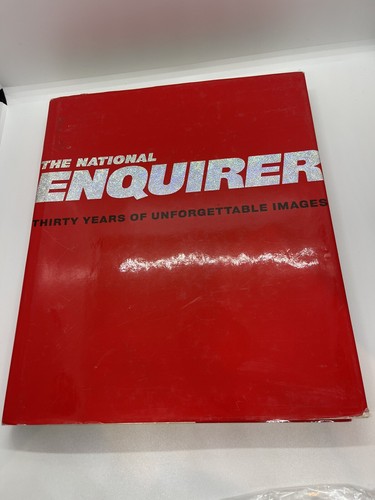 THE NATIONAL
ENQUIRER
THIRTY YEARS OF UNFORGETTABLE IMAGES